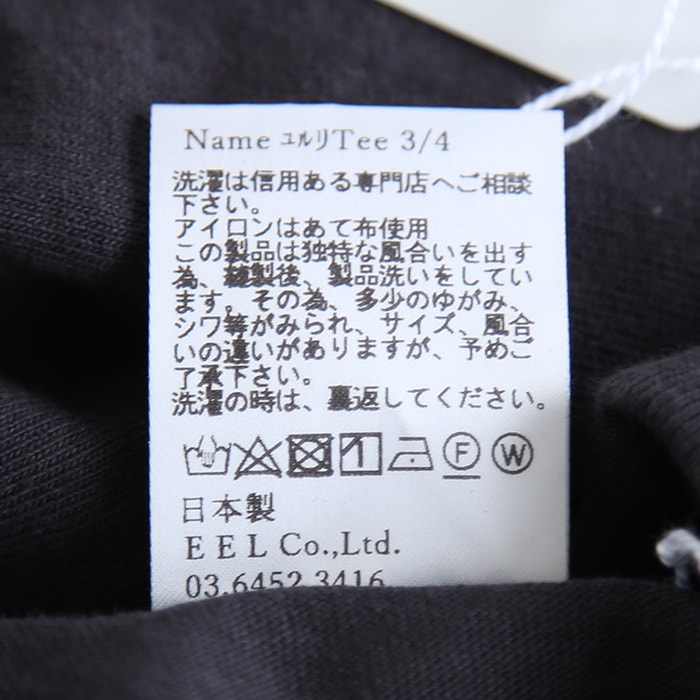 Name ユルリTee 3/4
洗濯は信用ある専門店へご相談
下さい。
アイロンはあて布使用
この製品は独特な風合いを出す
為、縫製後、製品洗いをしてい
ます。その為、多少のゆがみ、
シワ等がみられ、サイズ、風合
いの違いがありますが、予めご
了承下さい。
洗濯の時は、裏返してください。
F W
日本製
EEL Co.,Ltd.
03.6452.3416